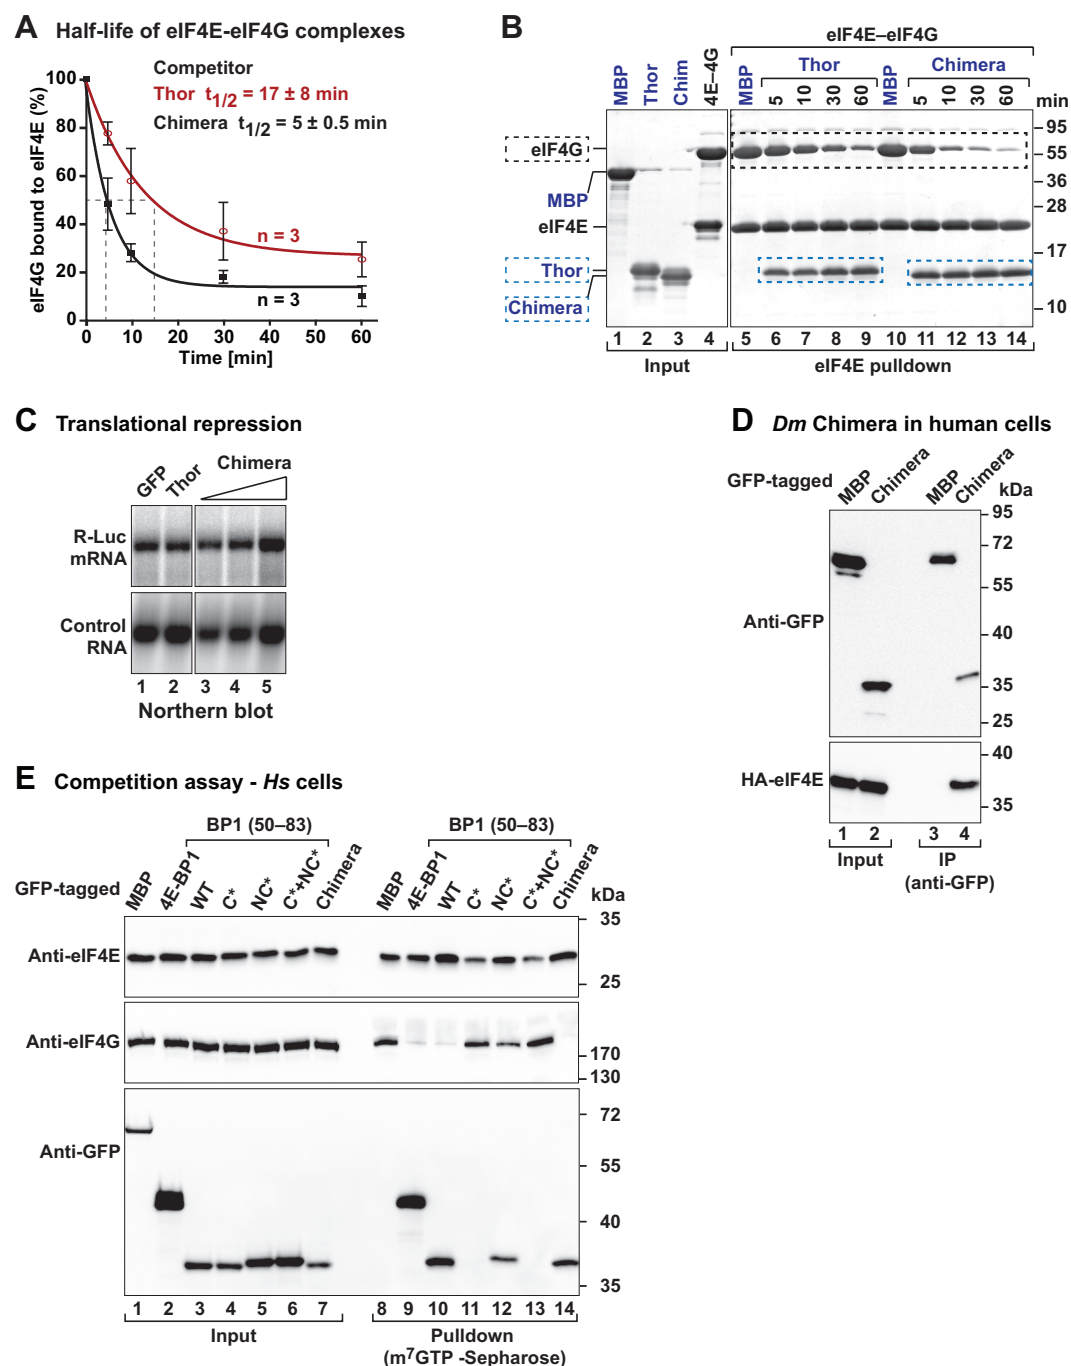 A Half-life of eIF4E-eIF4G complexes
Competitor
Thor t1/2 = 17 ± 8 min
Chimera t1/2 = 5 ± 0.5 min
eIF4G bound to eIF4E (%)
100
80
60
40
20
0
n = 3
n = 3
0 10 20 30 40 50 60
Time [min]
B
eIF4E–eIF4G
Thor Chimera
MBP Thor Chim 4E–4G MBP 5 10 30 60 MBP 5 10 30 60 min
eIF4G
MBP
eIF4E
Thor
Chimera
95
55
36
28
17
10
1 2 3 4 5 6 7 8 9 10 11 12 13 14
Input eIF4E pulldown
C Translational repression
GFP Thor Chimera
R-Luc
mRNA
Control
RNA
1 2 3 4 5
Northern blot
D Dm Chimera in human cells
GFP-tagged MBP Chimera MBP Chimera kDa
95
72
55
40
35
25
Anti-GFP
40
35
HA-eIF4E
1 2 3 4
Input IP
(anti-GFP)
E Competition assay - Hs cells
BP1 (50–83) BP1 (50–83)
GFP-tagged MBP 4E-BP1 WT C* NC* C*+NC* Chimera MBP 4E-BP1 WT C* NC* C*+NC* Chimera kDa
Anti-eIF4E
35
25
Anti-eIF4G
170
130
Anti-GFP
72
55
40
35
1 2 3 4 5 6 7 8 9 10 11 12 13 14
Input Pulldown
(m7GTP -Sepharose)